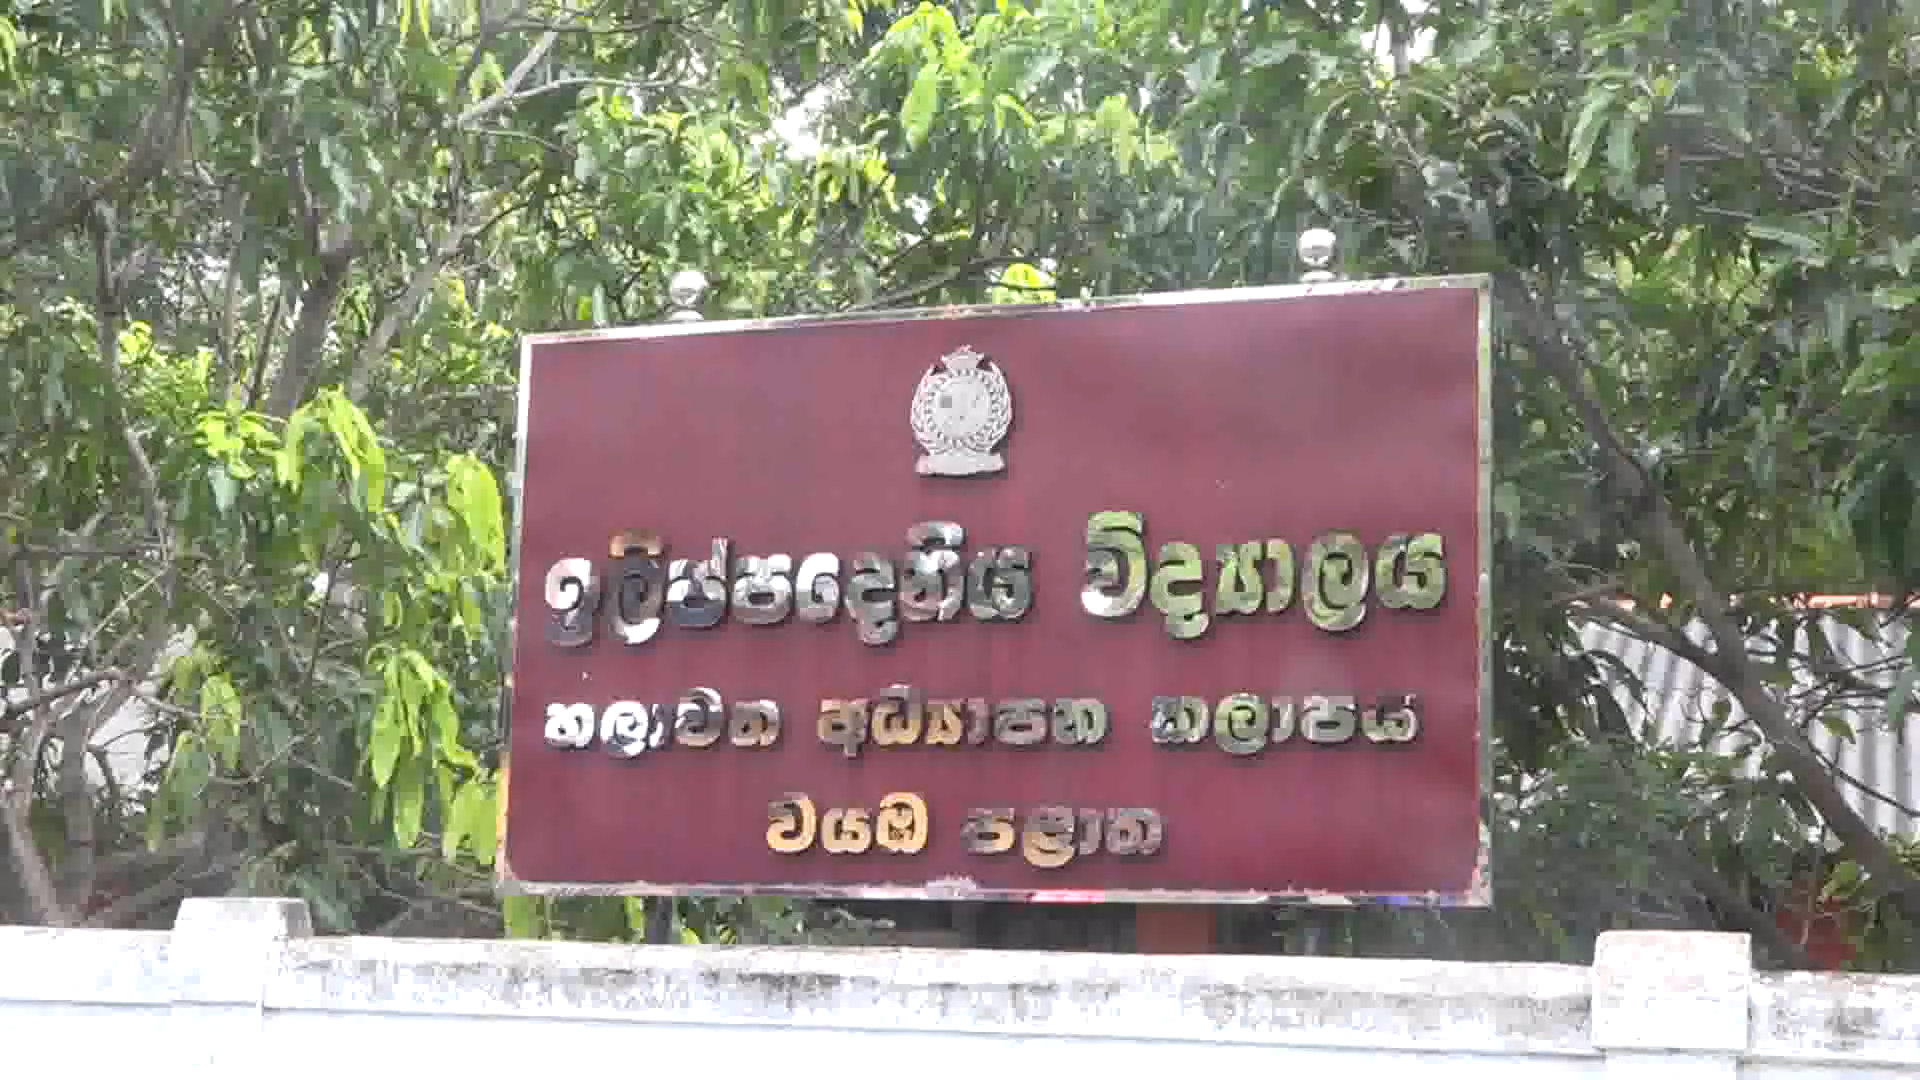 ඉලිප්පදෙණිය විද්‍යාලය
හලාවත අධ්‍යාපන කලාපය
වයඹ පළාත